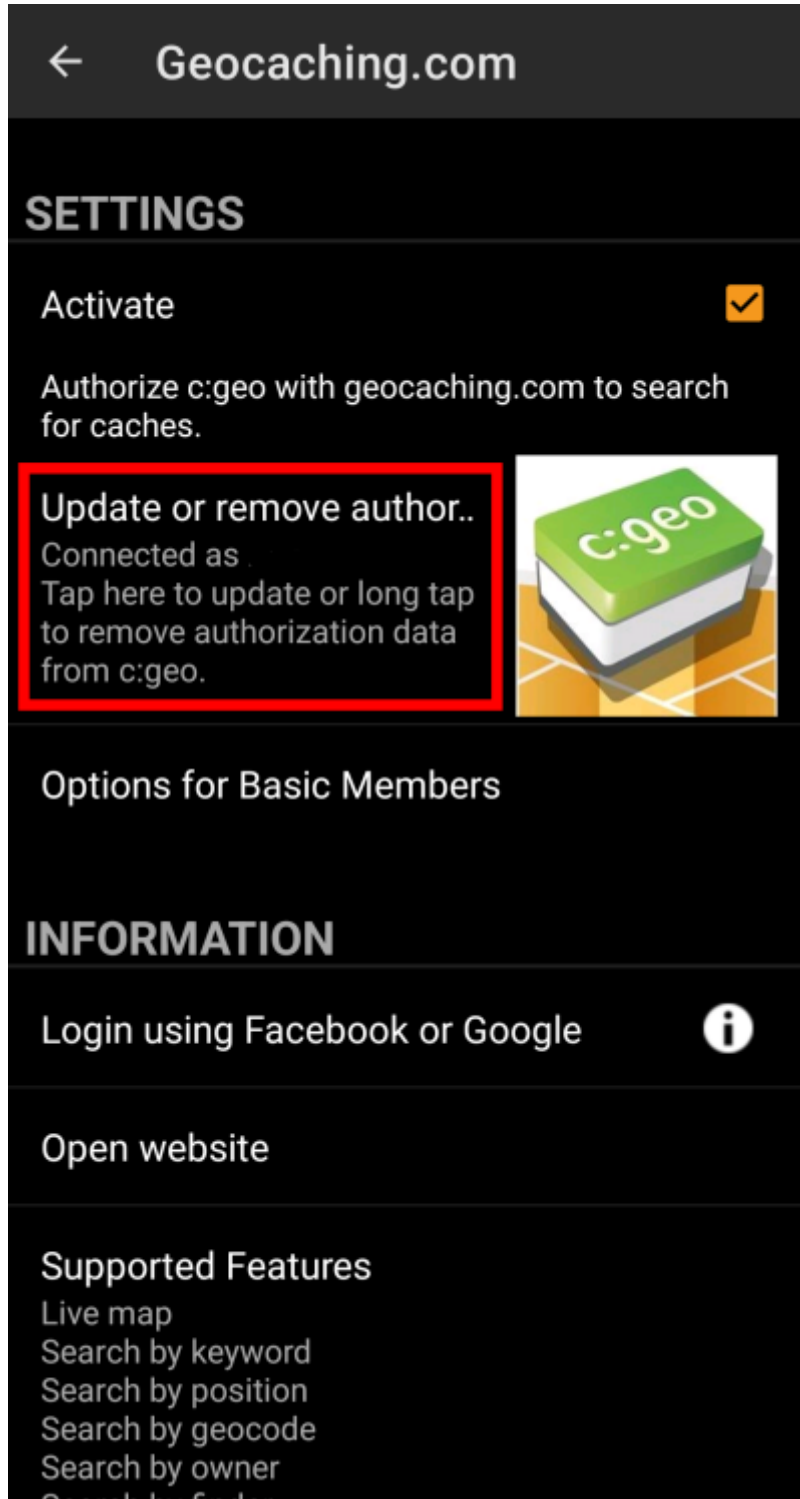 Geocaching.com
SETTINGS
Activate
Authorize c:geo with geocaching.com to search
for caches.
Update or remove author..
Connected as
Tap here to update or long tap
to remove authorization data
from c:geo.
c:geo
Options for Basic Members
INFORMATION
Login using Facebook or Google
Open website
Supported Features
Live map
Search by keyword
Search by position
Search by geocode
Search by owner